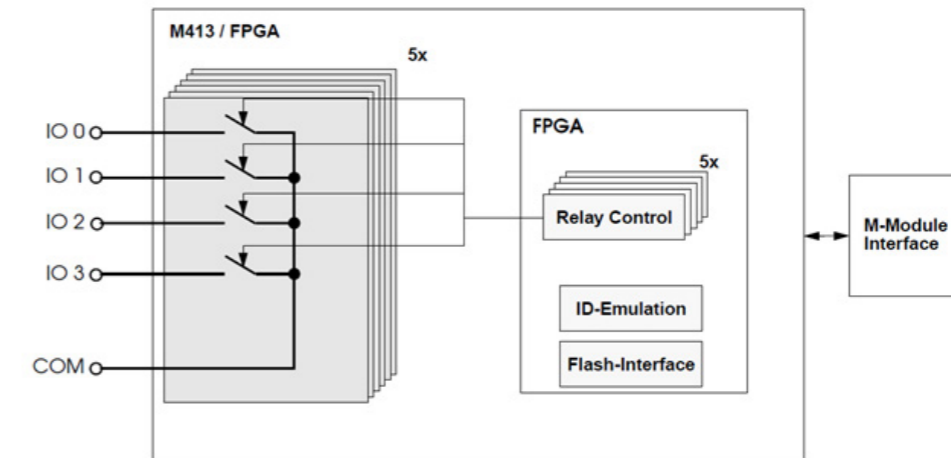 M413 / FPGA
5x
IO 0
IO 1
IO 2
IO 3
COM
FPGA
5x
Relay Control
ID-Emulation
Flash-Interface
M-Module
Interface